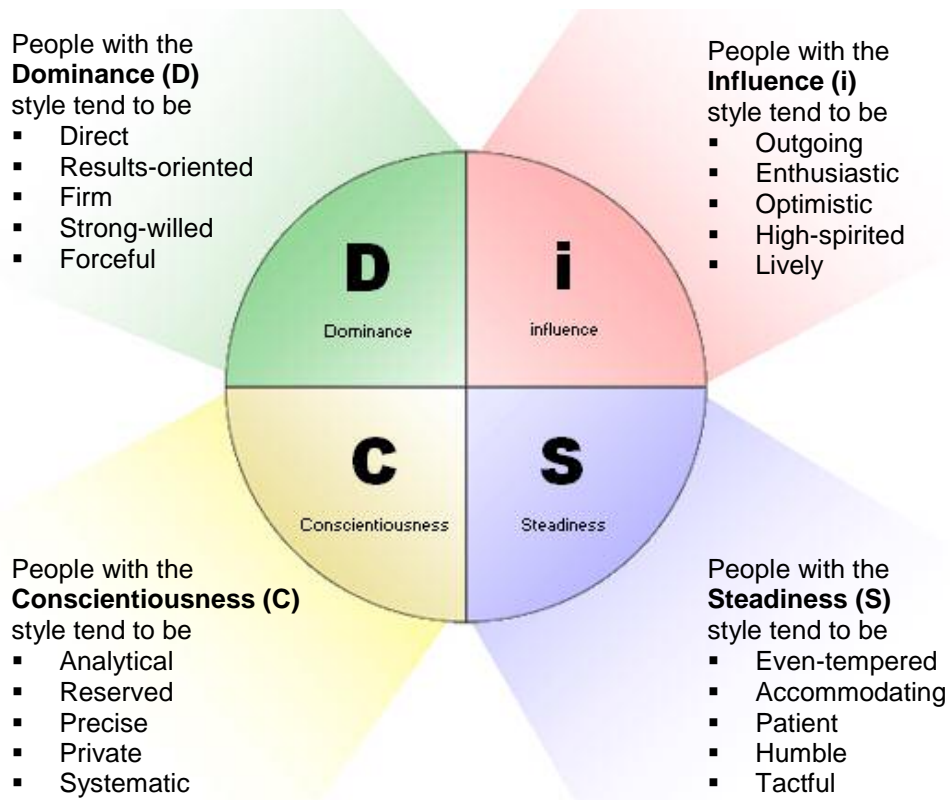 People with the
Dominance (D)
style tend to be
▪ Direct
▪ Results-oriented
▪ Firm
▪ Strong-willed
▪ Forceful
People with the
Influence (i)
style tend to be
▪ Outgoing
▪ Enthusiastic
▪ Optimistic
▪ High-spirited
▪ Lively
D
Dominance
i
influence
C
Conscientiousness
S
Steadiness
People with the
Conscientiousness (C)
style tend to be
▪ Analytical
▪ Reserved
▪ Precise
▪ Private
▪ Systematic
People with the
Steadiness (S)
style tend to be
▪ Even-tempered
▪ Accommodating
▪ Patient
▪ Humble
▪ Tactful